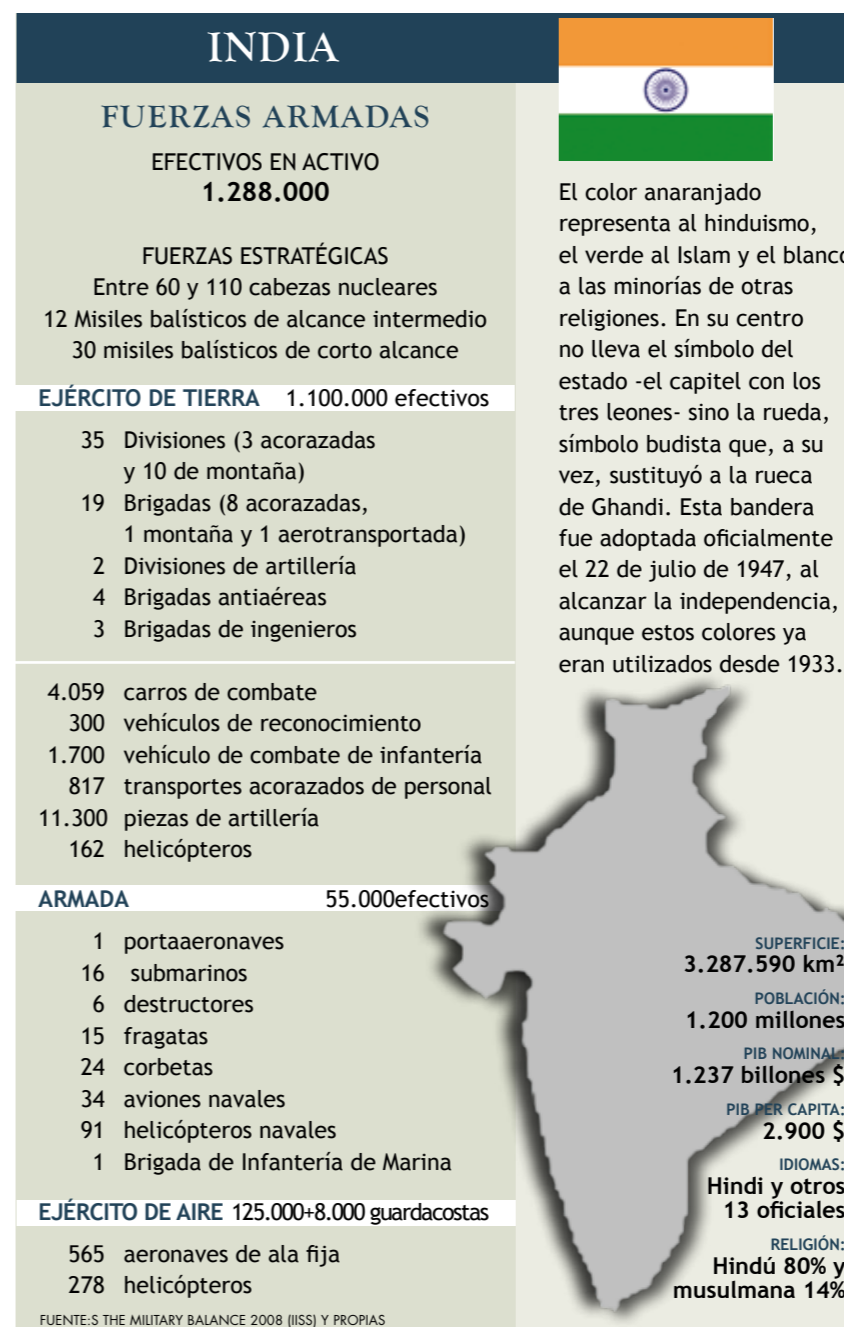 INDIA
FUERZAS ARMADAS
EFECTIVOS EN ACTIVO
1.288.000
FUERZAS ESTRATÉGICAS
Entre 60 y 110 cabezas nucleares
12 Misiles balísticos de alcance intermedio
30 misiles balísticos de corto alcance
EJÉRCITO DE TIERRA 1.100.000 efectivos
35 Divisiones (3 acorazadas
y 10 de montaña)
19 Brigadas (8 acorazadas,
1 montaña y 1 aerotransportada)
2 Divisiones de artillería
4 Brigadas antiaéreas
3 Brigadas de ingenieros
4.059 carros de combate
300 vehículos de reconocimiento
1.700 vehículo de combate de infantería
817 transportes acorazados de personal
11.300 piezas de artillería
162 helicópteros
ARMADA 55.000efectivos
1 portaaeronaves
16 submarinos
6 destructores
15 fragatas
24 corbetas
34 aviones navales
91 helicópteros navales
1 Brigada de Infantería de Marina
EJÉRCITO DE AIRE 125.000+8.000 guardacostas
565 aeronaves de ala fija
278 helicópteros
FUENTE:S THE MILITARY BALANCE 2008 (IISS) Y PROPIAS
El color anaranjado
representa al hinduismo,
el verde al Islam y el blanco
a las minorías de otras
religiones. En su centro
no lleva el símbolo del
estado -el capitel con los
tres leones- sino la rueda,
símbolo budista que, a su
vez, sustituyó a la rueca
de Ghandi. Esta bandera
fue adoptada oficialmente
el 22 de julio de 1947, al
alcanzar la independencia,
aunque estos colores ya
eran utilizados desde 1933.
SUPERFICIE:
3.287.590 km²
POBLACIÓN:
1.200 millones
PIB NOMINAL:
1.237 billones $
PIB PER CAPITA:
2.900 $
IDIOMAS:
Hindi y otros
13 oficiales
RELIGIÓN:
Hindú 80% y
musulmana 14%